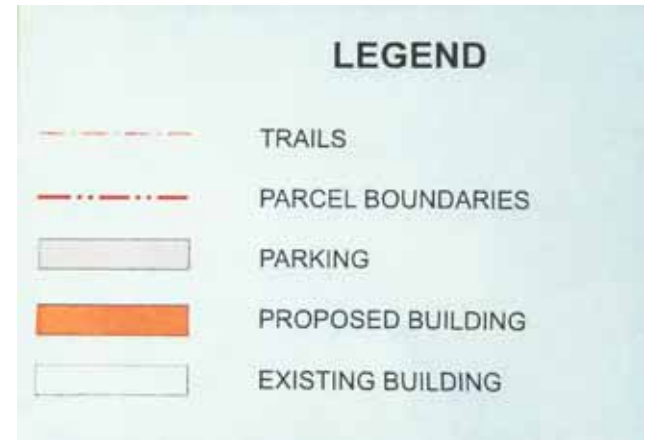 LEGEND
TRAILS
PARCEL BOUNDARIES
PARKING
PROPOSED BUILDING
EXISTING BUILDING